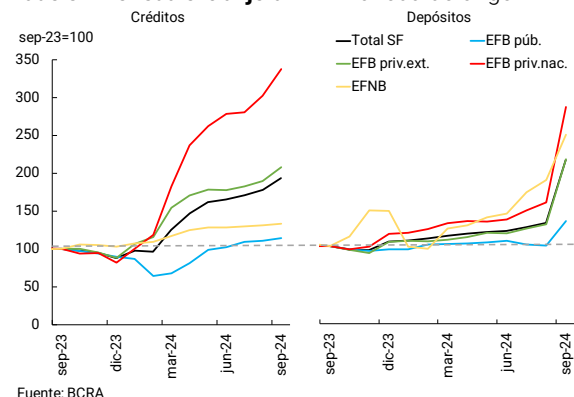 Créditos
Depósitos
sep-23=100
Total SF
EFB púb.
EFB priv.ext.
EFB priv.nac.
EFNB
350
300
250
200
150
100
50
0
sep-23
dic-23
mar-24
jun-24
sep-24
sep-23
dic-23
mar-24
jun-24
sep-24
Fuente: BCRA